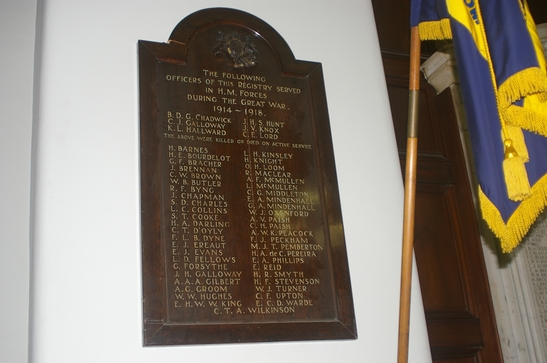 THE FOLLOWING
OFFICERS OF THIS REGISTRY SERVED
IN H.M. FORCES
DURING THE GREAT WAR
1914 ~ 1918.
B. D. G. CHADWICK
C. J. GALLOWAY
K. L. HALLWARD
J. H. S. HUNT
J. V. KNOX
C. E. LORD
THE ABOVE WERE KILLED OR DIED ON ACTIVE SERVICE
H. BARNES
H. E. BOURDELOT
G. F. BRACHER
J. BRENNAN
C. W. BROWN
W. B. BUTLER
R. F. BYNG
J. CHAPMAN
S. D. CHARLES
L. C. COLLINS
S. T. COOKE
H. A. DARLING
C. T. D'OYLY
F. L. B. DYNE
E. J. EREAUT
E. J. EVANS
L. D. FELLOWS
G. FORSYTHE
J. H. GALLOWAY
A. A. A. GILBERT
A. G. GROOM
W. W. HUGHES
E. H. W. W. KING
L. H. KINSLEY
H. KNIGHT
O. H. LOOM
R. MACLEAR
A. F. McMULLEN
L. McMULLEN
C. G. MIDDLETON
E. A. MINDENHALL
G. A. MINDENHALL
W. J. OXENFORD
A. V. PAISH
C. H. PAISH
A. W. K. PEACOCK
F. J. PECKHAM
M. J. T. PEMBERTON
H. A. de C. PEREIRA
E. A. PHILLIPS
E. REID
H. R. SMYTH
H. F. STEVENSON
W. J. TURNER
C. F. UPTON
E. C. D. WARDE
C. T. A. WILKINSON